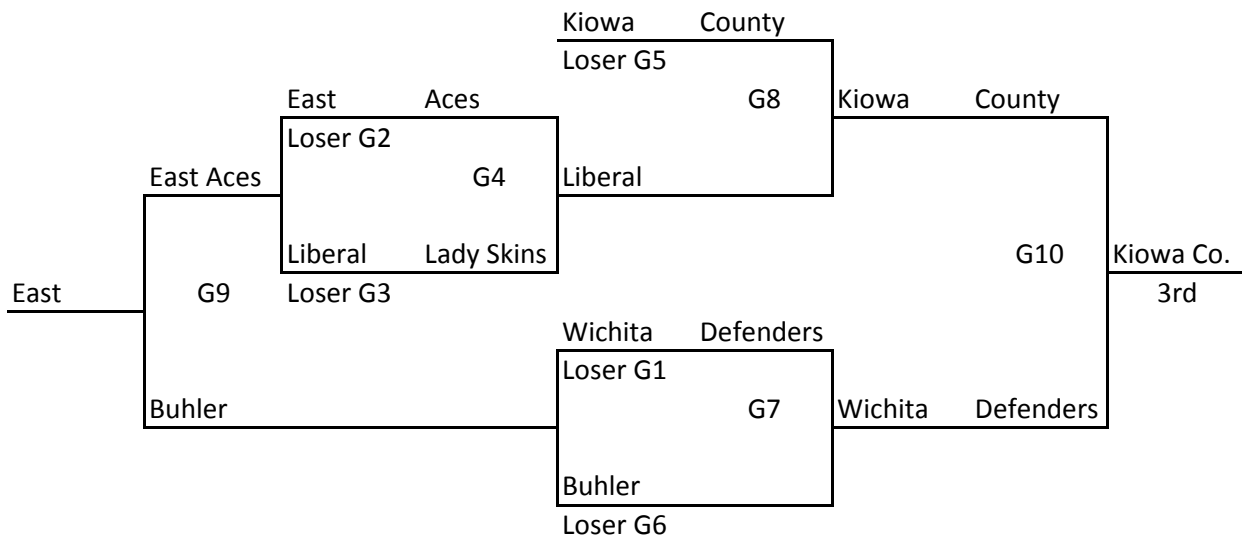 Kiowa County
Loser G5
East Aces
G8
Kiowa County
Loser G2
East Aces
G4
Liberal
Liberal Lady Skins
G10
Kiowa Co.
East
G9
Loser G3
3rd
Wichita Defenders
Loser G1
Buhler
G7
Wichita Defenders
Buhler
Loser G6